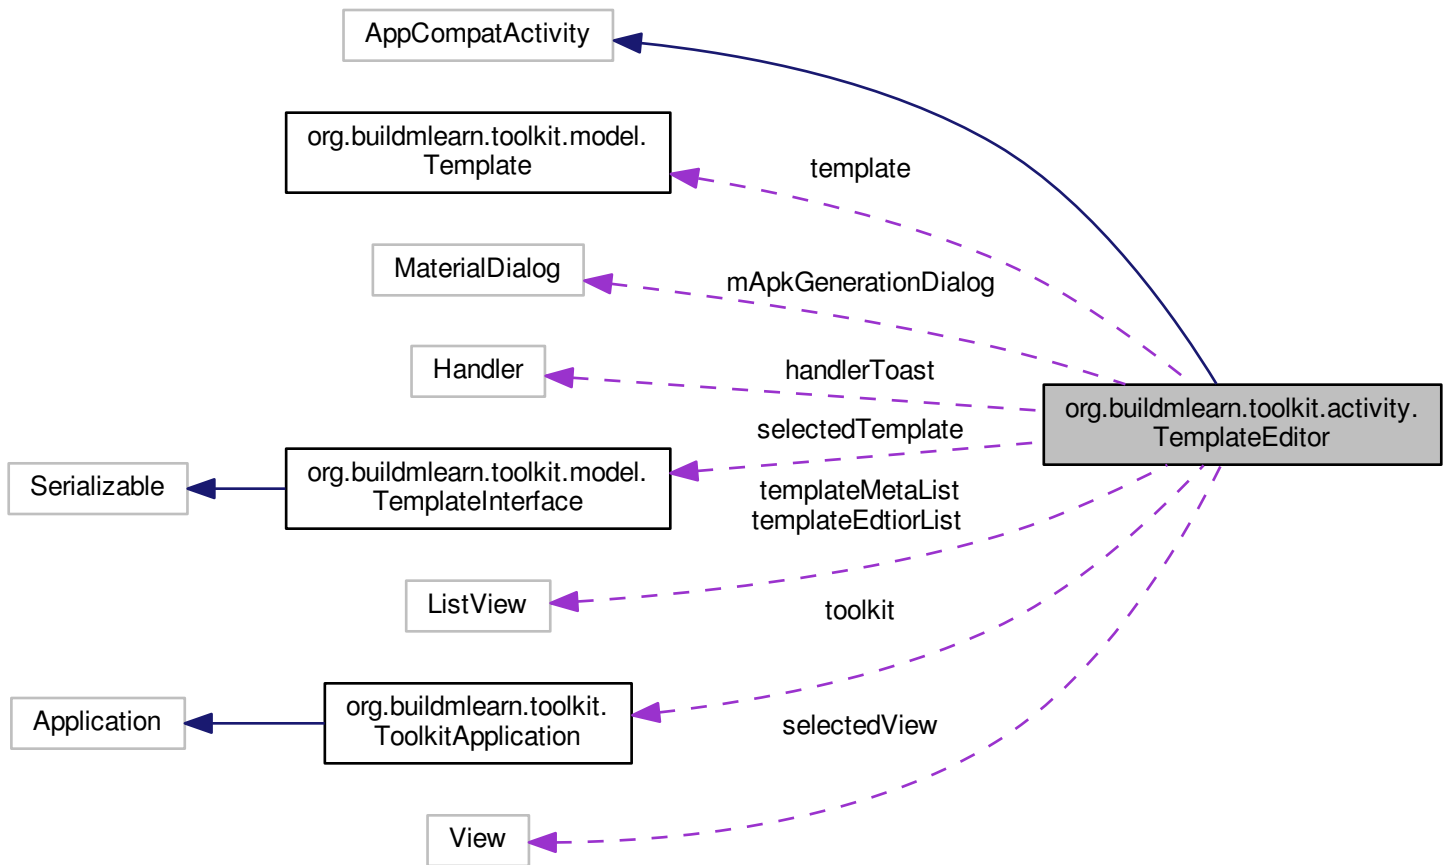 AppCompatActivity
org.buildmlearn.toolkit.model.
Template
template
MaterialDialog
mApkGenerationDialog
Handler
handlerToast
org.buildmlearn.toolkit.activity.
TemplateEditor
selectedTemplate
Serializable
org.buildmlearn.toolkit.model.
TemplateInterface
templateMetaList
templateEdtiorList
ListView
toolkit
Application
org.buildmlearn.toolkit.
ToolkitApplication
selectedView
View